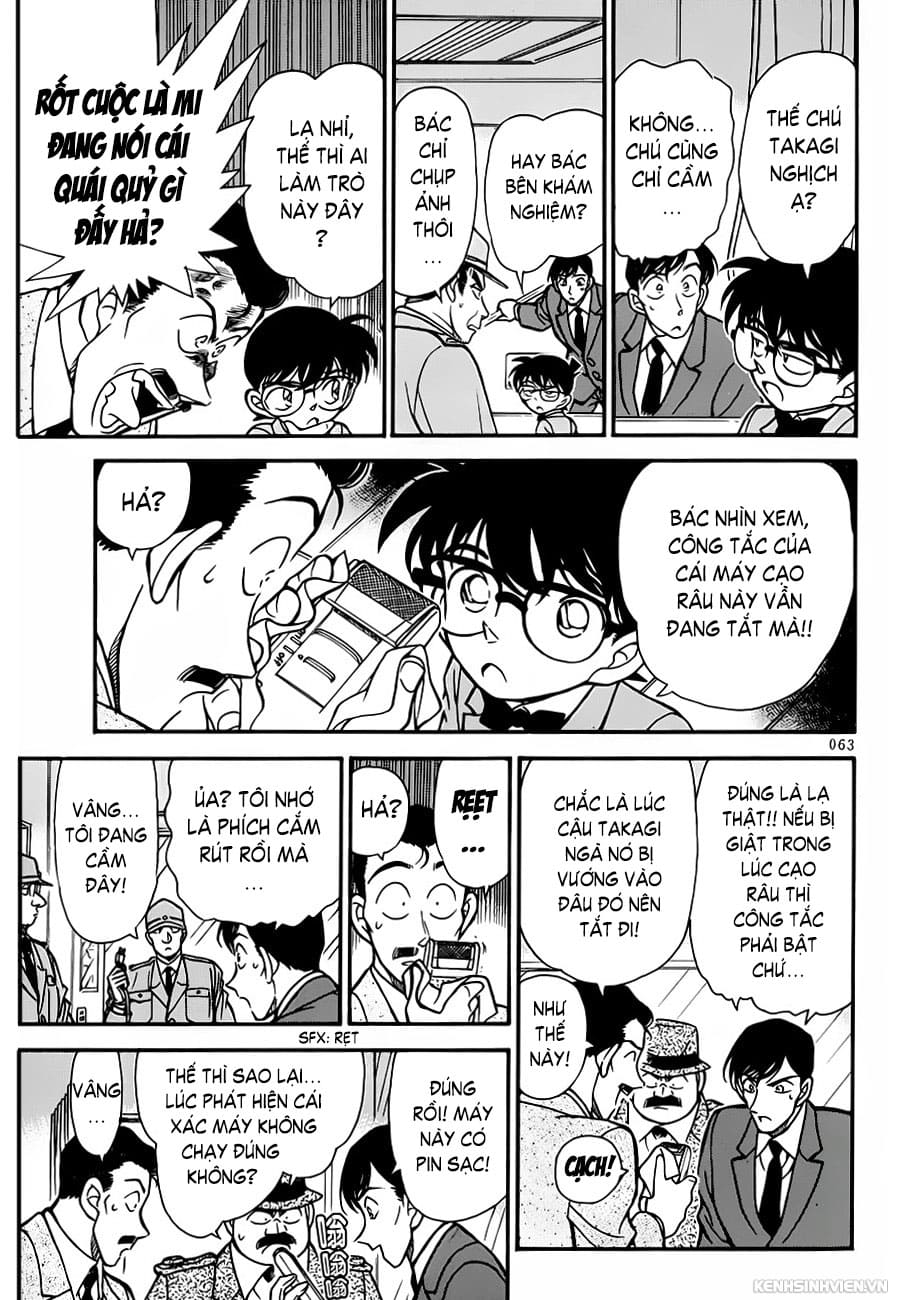 THẾ CHÚ
TAKAGI
NGHỊCH
Ạ?
KHÔNG...
CHÚ CŨNG
CHỈ CẦM
...
HAY BÁC
BÊN KHÁM
NGHIỆM?
BÁC
CHỈ
CHỤP
ẢNH
THÔI
...
LẠ NHỈ,
THẾ THÌ AI
LÀM TRÒ
NÀY ĐÂY
?
RỐT CUỘC LÀ MI
ĐANG NÓI CÁI
QUÁI QUỶ GÌ
ĐẤY HẢ?
BÁC NHÌN XEM,
CÔNG TẮC CỦA
CÁI MÁY CẠO
RÂU NÀY VẪN
ĐANG TẮT MÀ!!
HẢ?
063
ĐÚNG LÀ LẠ
THẬT!! NẾU BỊ
GIẬT TRONG
LÚC CẠO
RÂU THÌ
CÔNG TẮC
PHẢI BẬT
CHỨ...
CHẮC LÀ LÚC
CẬU TAKAGI
NGÃ NÓ BỊ
VƯỚNG VÀO
ĐÂU ĐÓ NÊN
TẮT ĐI!
NHƯ
THẾ
NÀY!
CẠCH!
RẸẸT
...
HẢ?
ỦA? TÔI NHỚ
LÀ PHÍCH CẮM
RÚT RỒI MÀ
...
VÂNG...
TÔI ĐANG
CẦM
ĐÂY!
SFX: RẸT
ĐÚNG
RỒI! MÁY
NÀY CÓ
PIN SẠC!
THẾ THÌ SAO LẠI...
LÚC PHÁT HIỆN CÁI
XÁC MÁY KHÔNG
CHẠY ĐÚNG
KHÔNG?
VÂNG
...
KENHSINHVIEN.VN